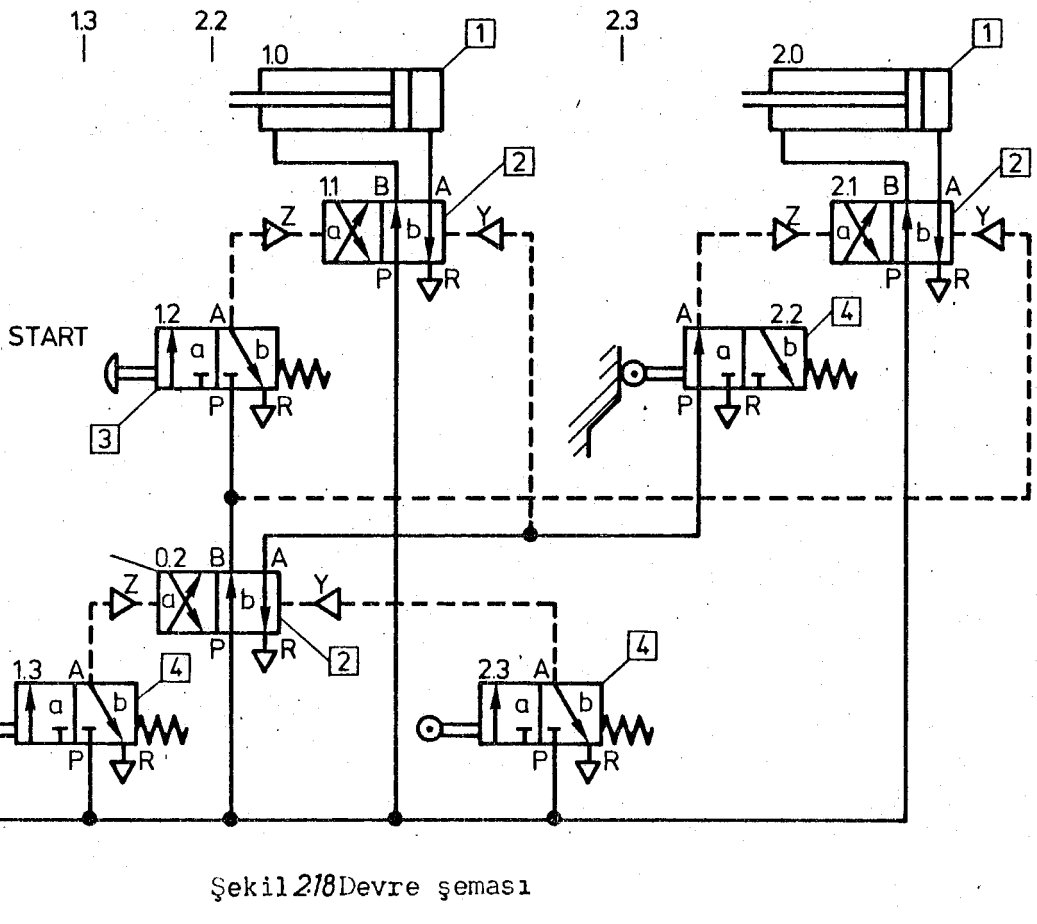 1.3 2.2 2.3
1.0 1 2.0 1
1.1 B A 2 2.1 B A 2
Z a b Y Z a b Y
P R P R
START 1.2 A A 2.2 4
a b a b
P R P R
3
0.2 B A
Z a b Y
P R 2
1.3 A 4 2.3 A 4
a b a b
P R P R
Şekil 218 Devre şeması